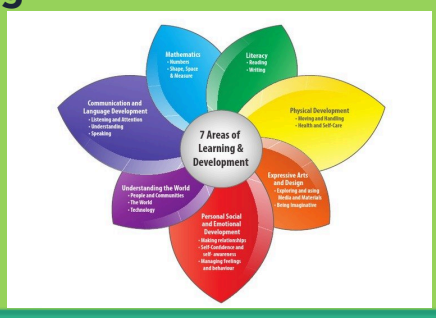 Mathematics
• Numbers
• Shape, Space
& Measure
Literacy
• Reading
• Writing
Communication and
Language Development
• Listening and Attention
• Understanding
• Speaking
Physical Development
• Moving and Handling
• Health and Self-Care
7 Areas of
Learning &
Development
Understanding the World
• People and Communities
• The World
• Technology
Expressive Arts
and Design
• Exploring and using
Media and Materials
• Being imaginative
Personal Social
and Emotional
Development
• Making relationships
• Self-Confidence and
self- awareness
• Managing feelings
and behaviour